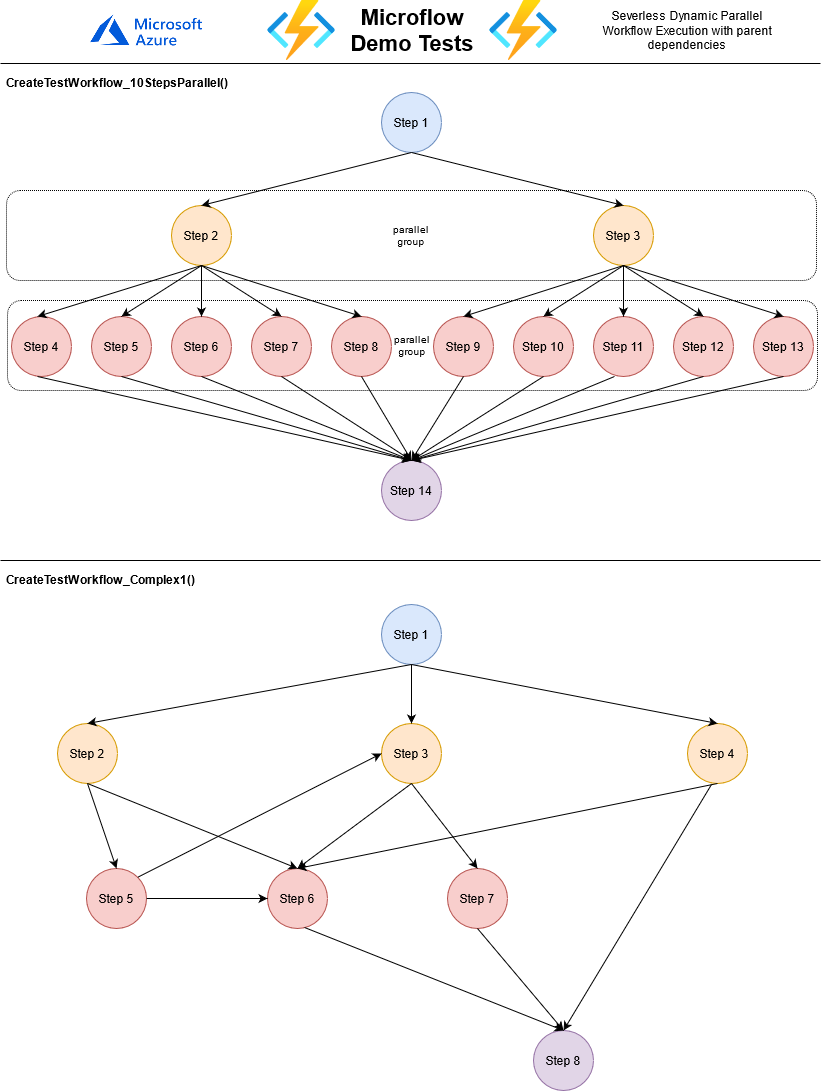 Microsoft
Azure
Microflow
Demo Tests
Severless Dynamic Parallel
Workflow Execution with parent
dependencies
CreateTestWorkflow_10StepsParallel()
Step 1
Step 2
parallel
group
Step 3
Step 4
Step 5
Step 6
Step 7
Step 8
parallel
group
Step 9
Step 10
Step 11
Step 12
Step 13
Step 14
CreateTestWorkflow_Complex1()
Step 1
Step 2
Step 3
Step 4
Step 5
Step 6
Step 7
Step 8